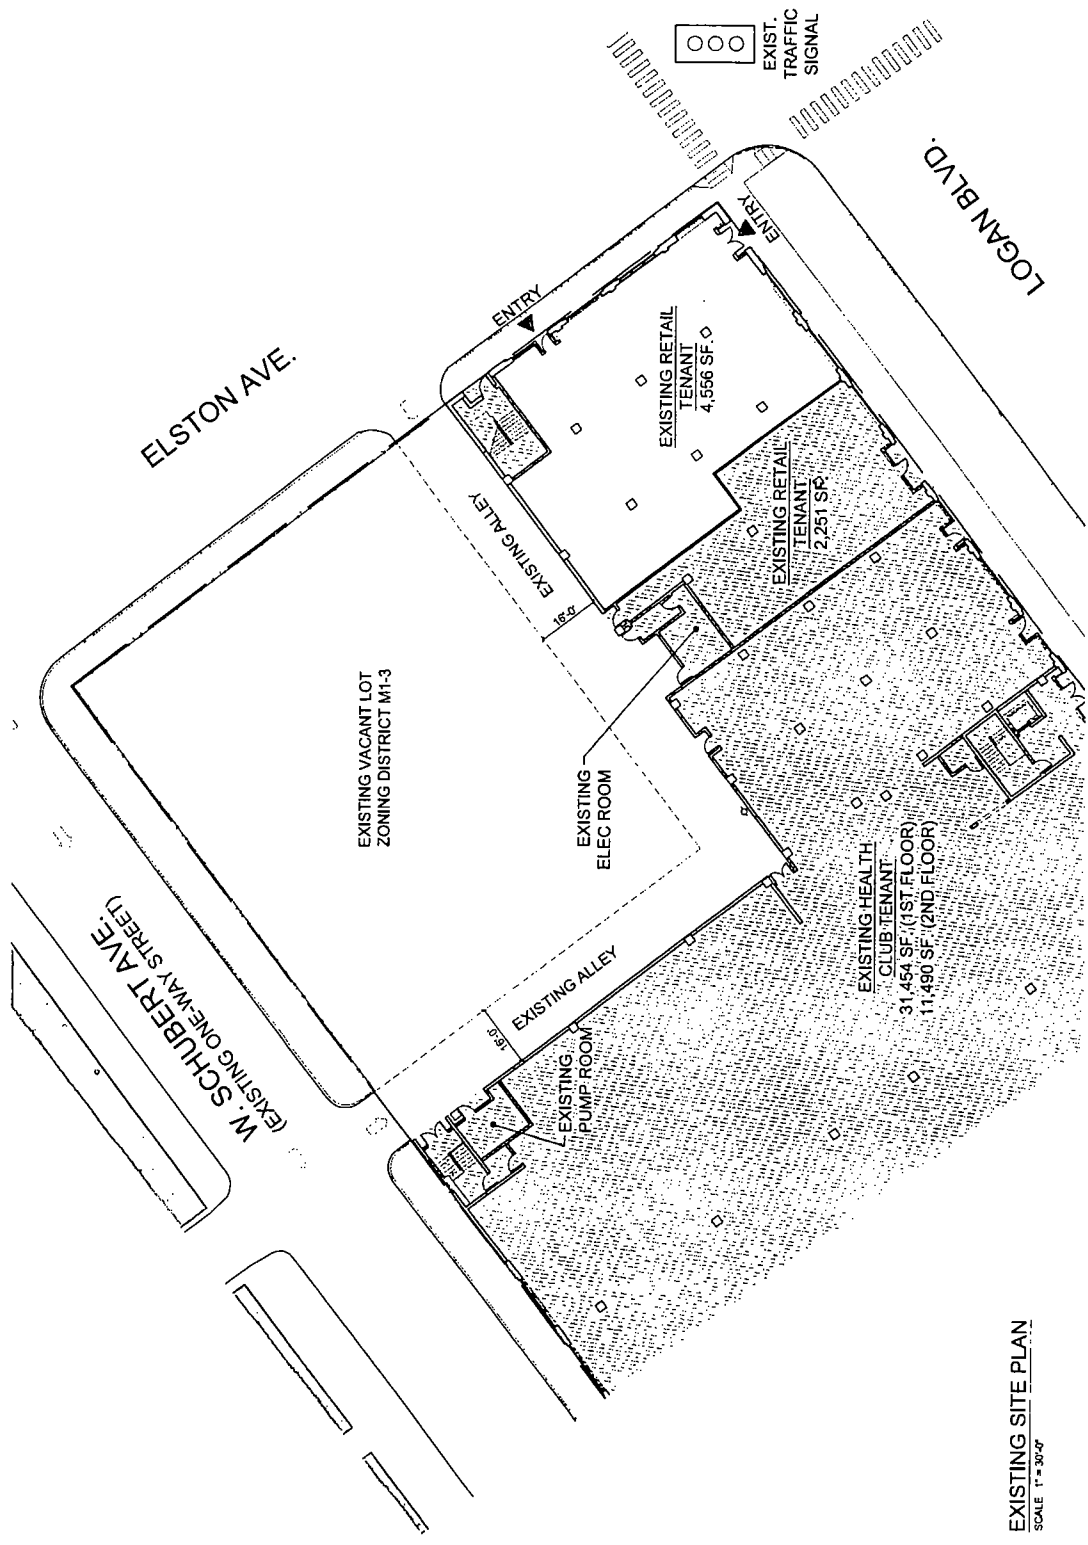 EXIST.
TRAFFIC
SIGNAL
LOGAN BLVD.
ELSTON AVE.
ENTRY
ENTRY
EXISTING RETAIL
TENANT
4,556 SF.
EXISTING RETAIL
TENANT
2,251 SF.
EXISTING ALLEY
16'-0"
EXISTING VACANT LOT
ZONING DISTRICT M1-3
EXISTING
ELEC ROOM
W. SCHUBERT AVE.
(EXISTING ONE-WAY STREET)
EXISTING ALLEY
16'-0"
EXISTING
PUMP ROOM
EXISTING HEALTH
CLUB TENANT
31,454 SF. (1ST FLOOR)
11,490 SF. (2ND FLOOR)
EXISTING SITE PLAN
SCALE 1" = 30'-0"